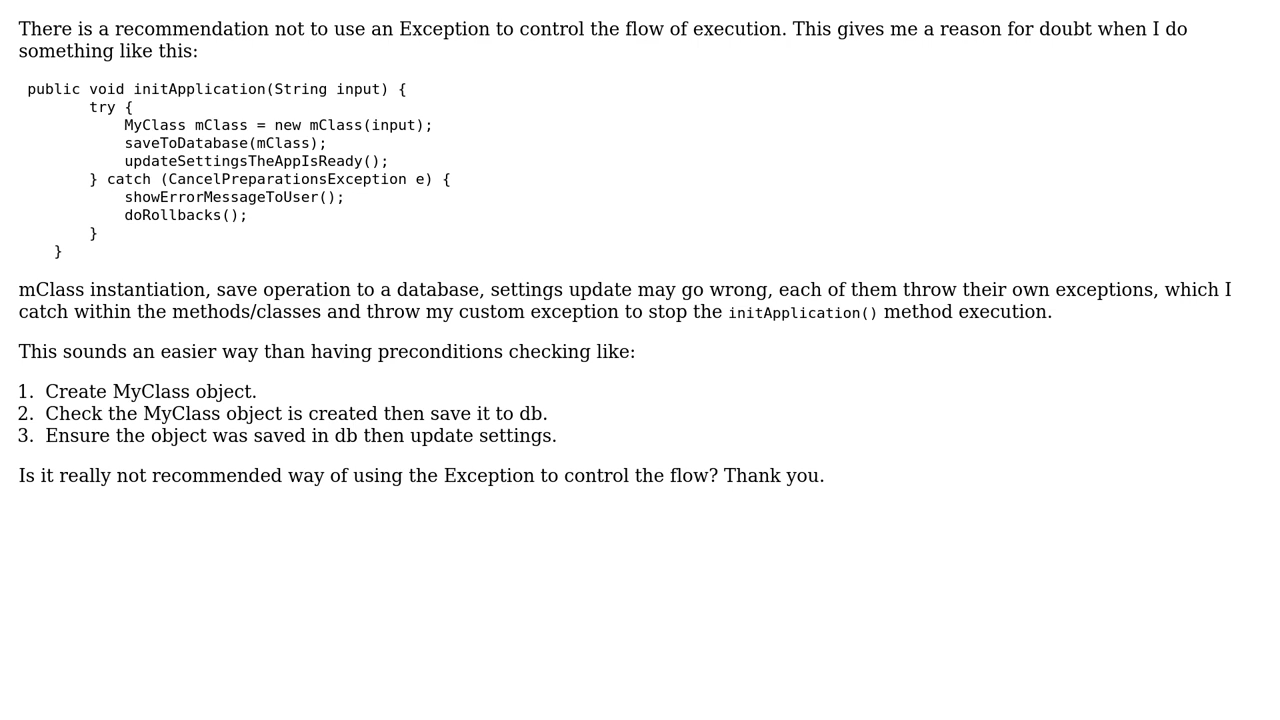 There is a recommendation not to use an Exception to control the flow of execution. This gives me a reason for doubt when I do
something like this:
public void initApplication(String input) {
try {
MyClass mClass = new mClass(input);
saveToDatabase(mClass);
updateSettingsTheAppIsReady();
} catch (CancelPreparationsException e) {
showErrorMessageToUser();
doRollbacks();
}
}
mClass instantiation, save operation to a database, settings update may go wrong, each of them throw their own exceptions, which I
catch within the methods/classes and throw my custom exception to stop the initApplication() method execution.
This sounds an easier way than having preconditions checking like:
1. Create MyClass object.
2. Check the MyClass object is created then save it to db.
3. Ensure the object was saved in db then update settings.
Is it really not recommended way of using the Exception to control the flow? Thank you.